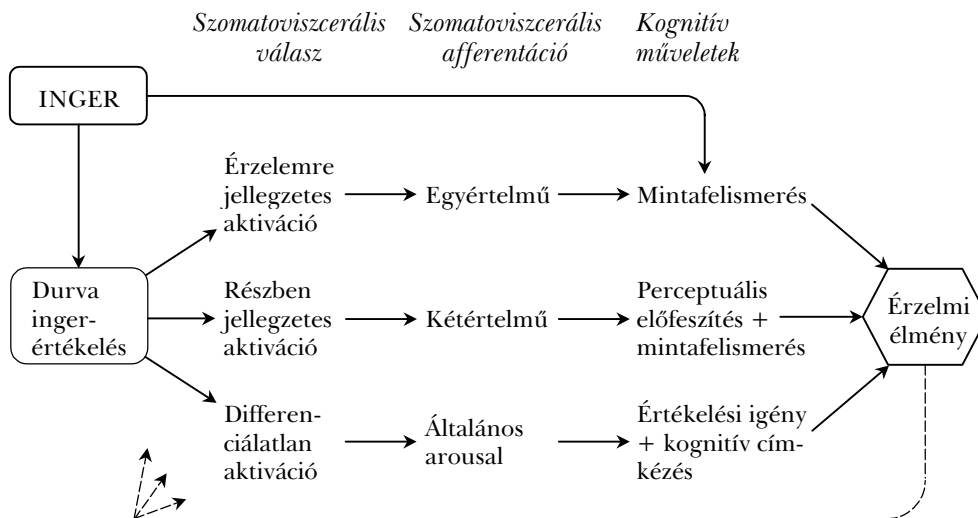 Szomatoviszcerális
válasz
Szomatoviszcerális
afferentáció
Kognitív
műveletek
INGER
Érzelemre
jellegzetes
aktiváció
Egyértelmű
Mintafelismerés
Durva
inger-
értékelés
Részben
jellegzetes
aktiváció
Kétértelmű
Perceptuális
előfeszítés +
mintafelismerés
Érzelmi
élmény
Differen-
ciálatlan
aktiváció
Általános
arousal
Értékelési igény
+ kognitív cím-
kézés